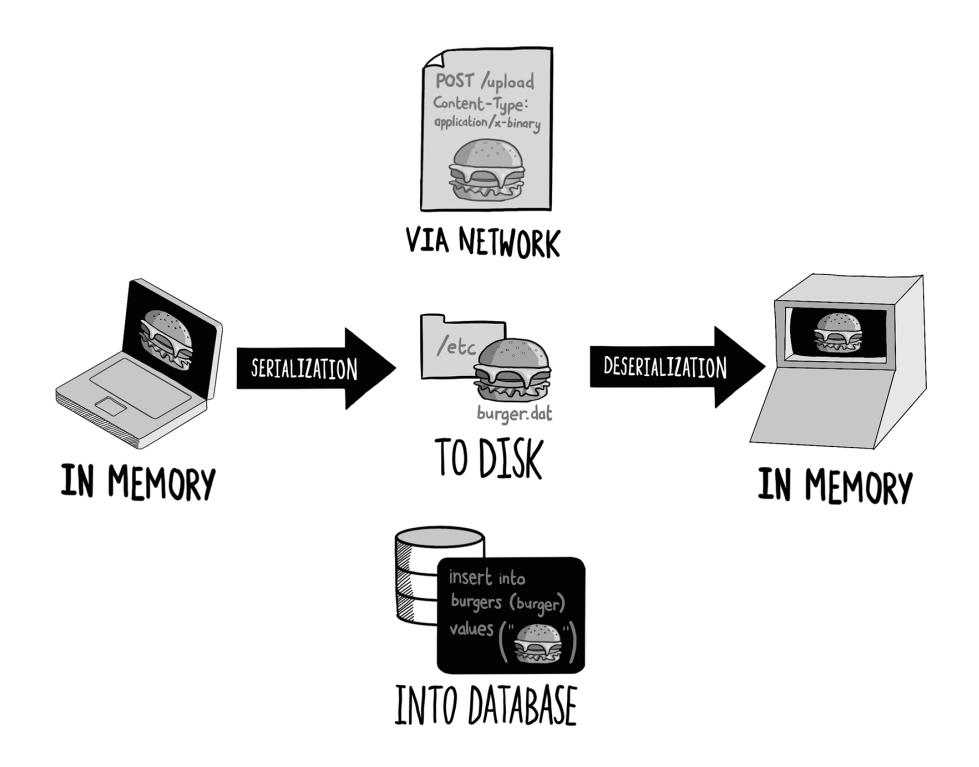 POST /upload
Content-Type:
application/x-binary
VIA NETWORK
SERIALIZATION
/etc
burger.dat
DESERIALIZATION
TO DISK
IN MEMORY
IN MEMORY
insert into
burgers (burger)
values (" ")
INTO DATABASE